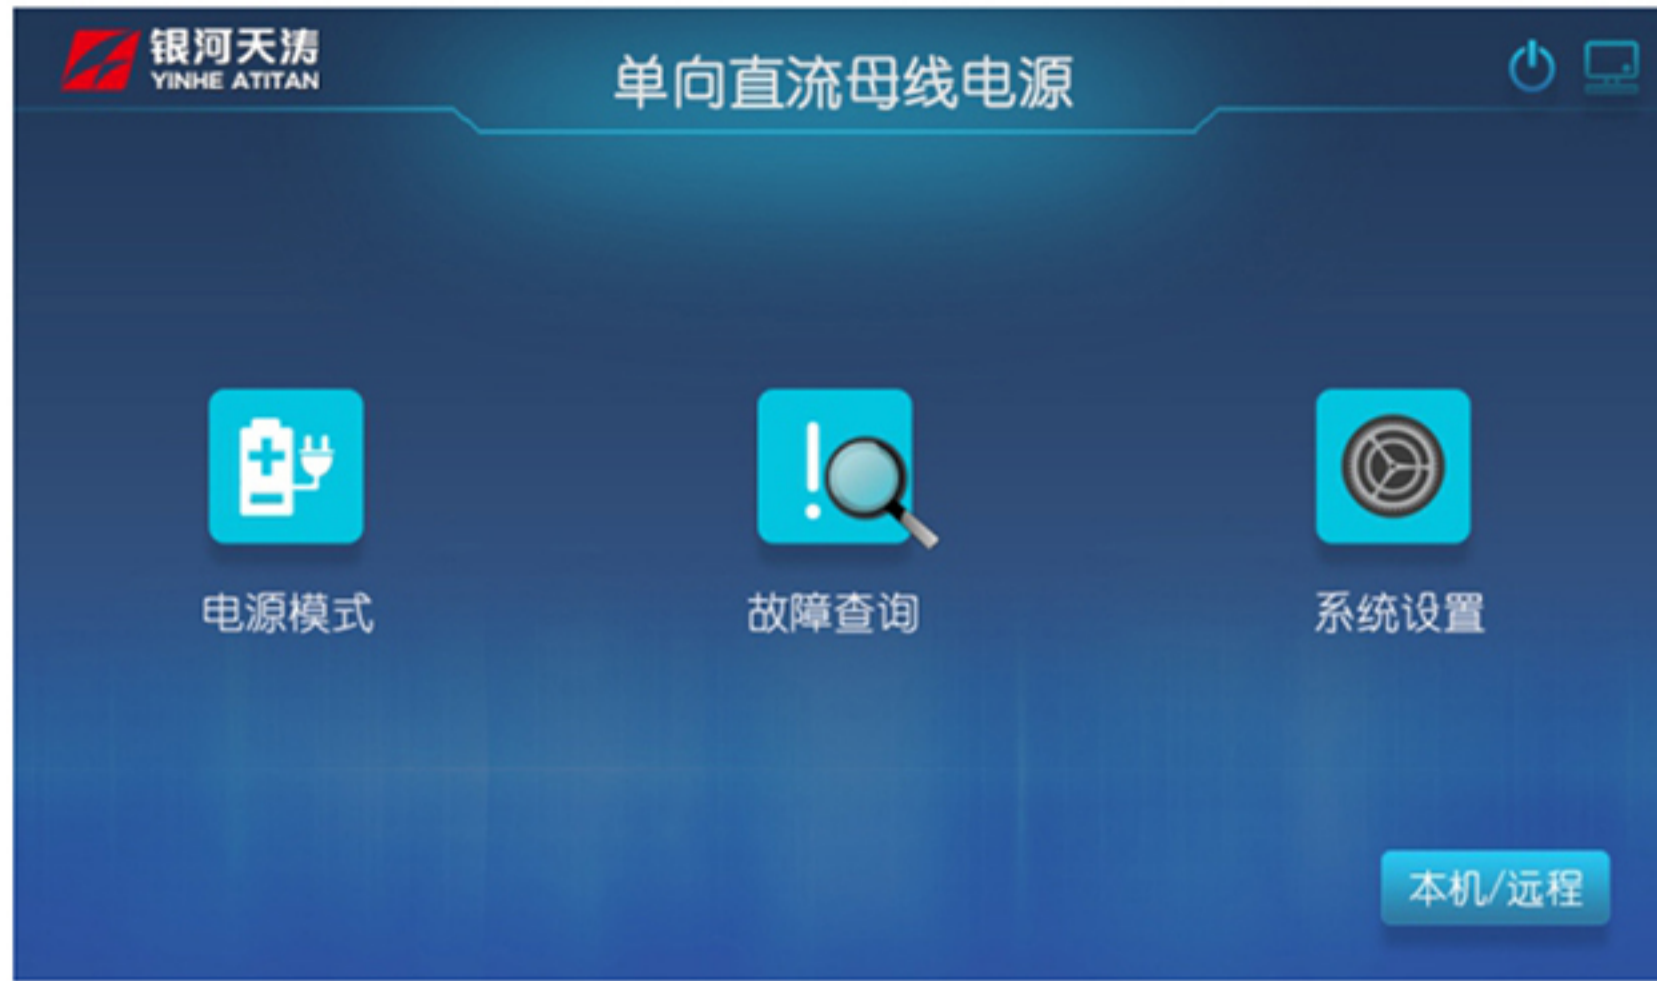 银河天涛
YINHE ATITAN
单向直流母线电源
电源模式
故障查询
系统设置
本机/远程